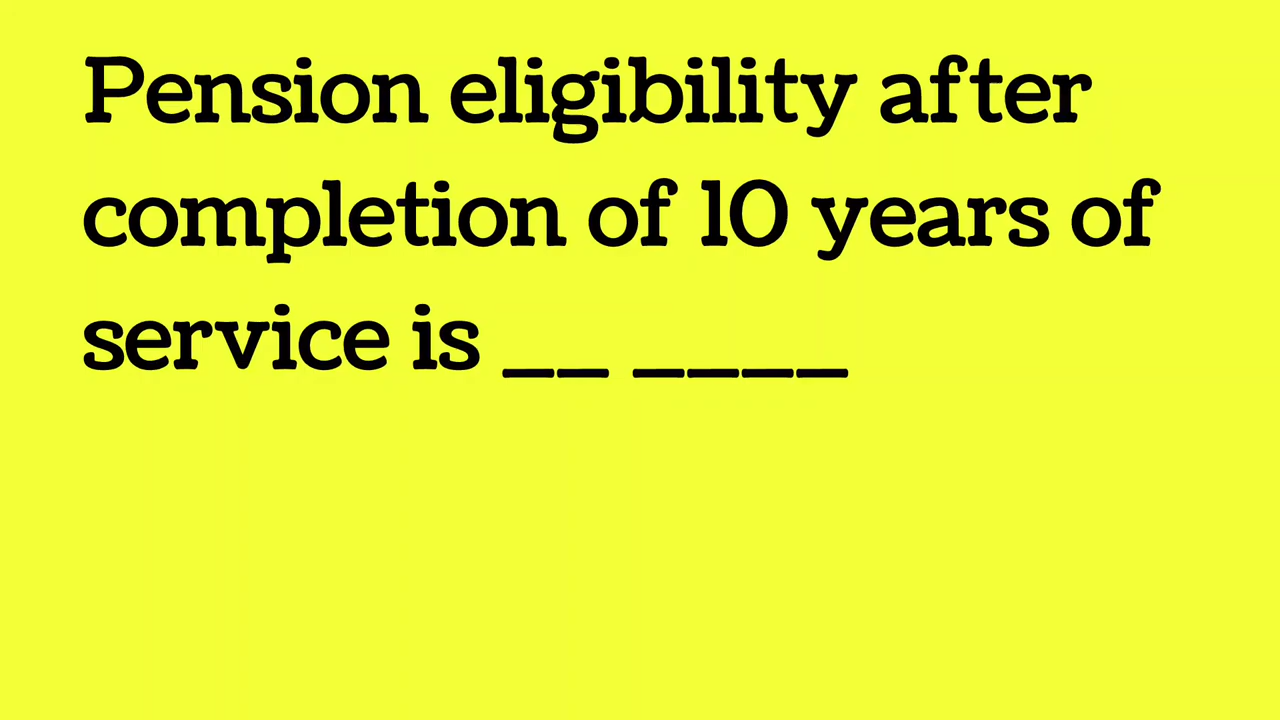 Pension eligibility after
completion of 10 years of
service is __ ____